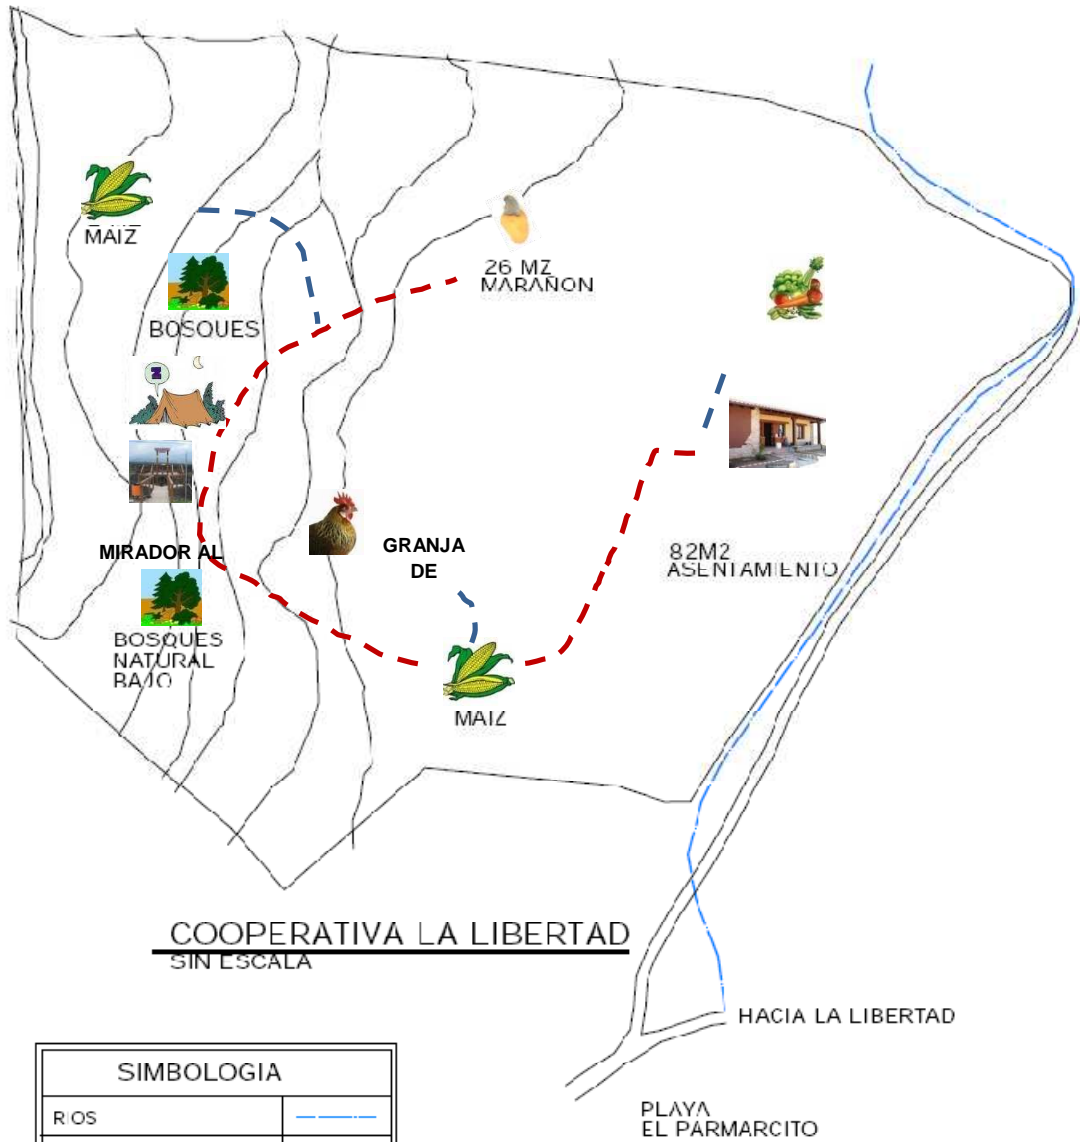 MAIZ
26 MZ
MARAÑON
BOSQUES
Z
MIRADOR AL
GRANJA
DE
82M2
ASENTAMIENTO
BOSQUES
NATURAL
BAJO
MAIZ
COOPERATIVA LA LIBERTAD
SIN ESCALA
HACIA LA LIBERTAD
SIMBOLOGIA
RIOS
PLAYA
EL PARMARCITO